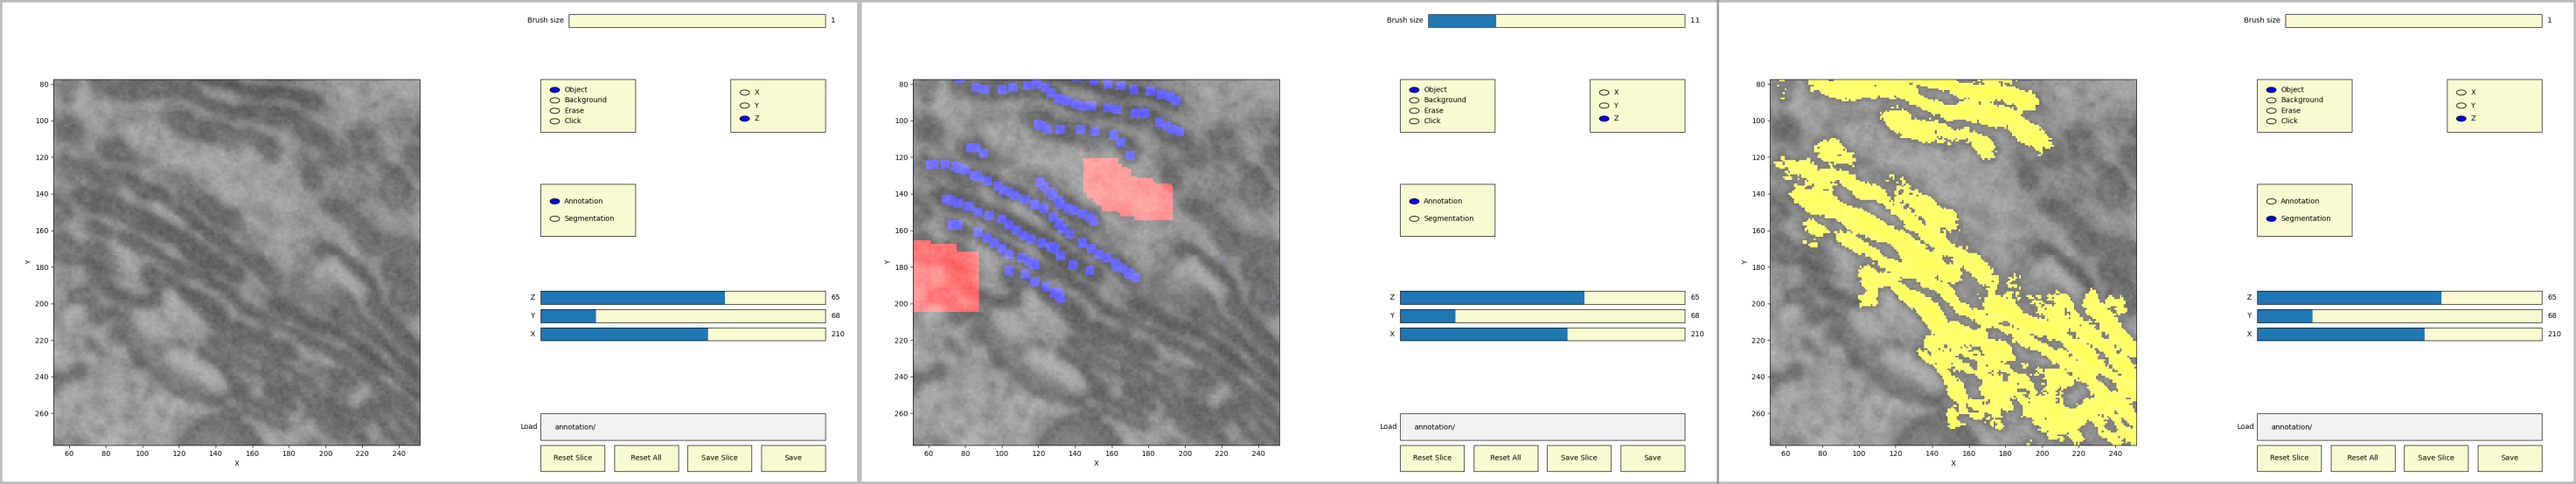 Brush size 1
Object
Background
Erase
Click
X
Y
Z
Annotation
Segmentation
80
100
120
140
160
180
200
220
240
260
Y
60 80 100 120 140 160 180 200 220 240
X
Z 65
Y 68
X 210
Load annotation/
Reset Slice Reset All Save Slice Save
Brush size 11
Object
Background
Erase
Click
X
Y
Z
Annotation
Segmentation
80
100
120
140
160
180
200
220
240
260
Y
60 80 100 120 140 160 180 200 220 240
X
Z 65
Y 68
X 210
Load annotation/
Reset Slice Reset All Save Slice Save
Brush size 1
Object
Background
Erase
Click
X
Y
Z
Annotation
Segmentation
80
100
120
140
160
180
200
220
240
260
Y
60 80 100 120 140 160 180 200 220 240
X
Z 65
Y 68
X 210
Load annotation/
Reset Slice Reset All Save Slice Save